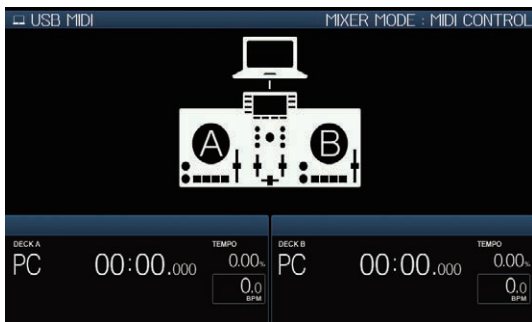 USB MIDI
MIXER MODE : MIDI CONTROL
A
B
DECK A
PC
00:00.000
TEMPO
0.00%
0.0
BPM
DECK B
PC
00:00.000
TEMPO
0.00%
0.0
BPM